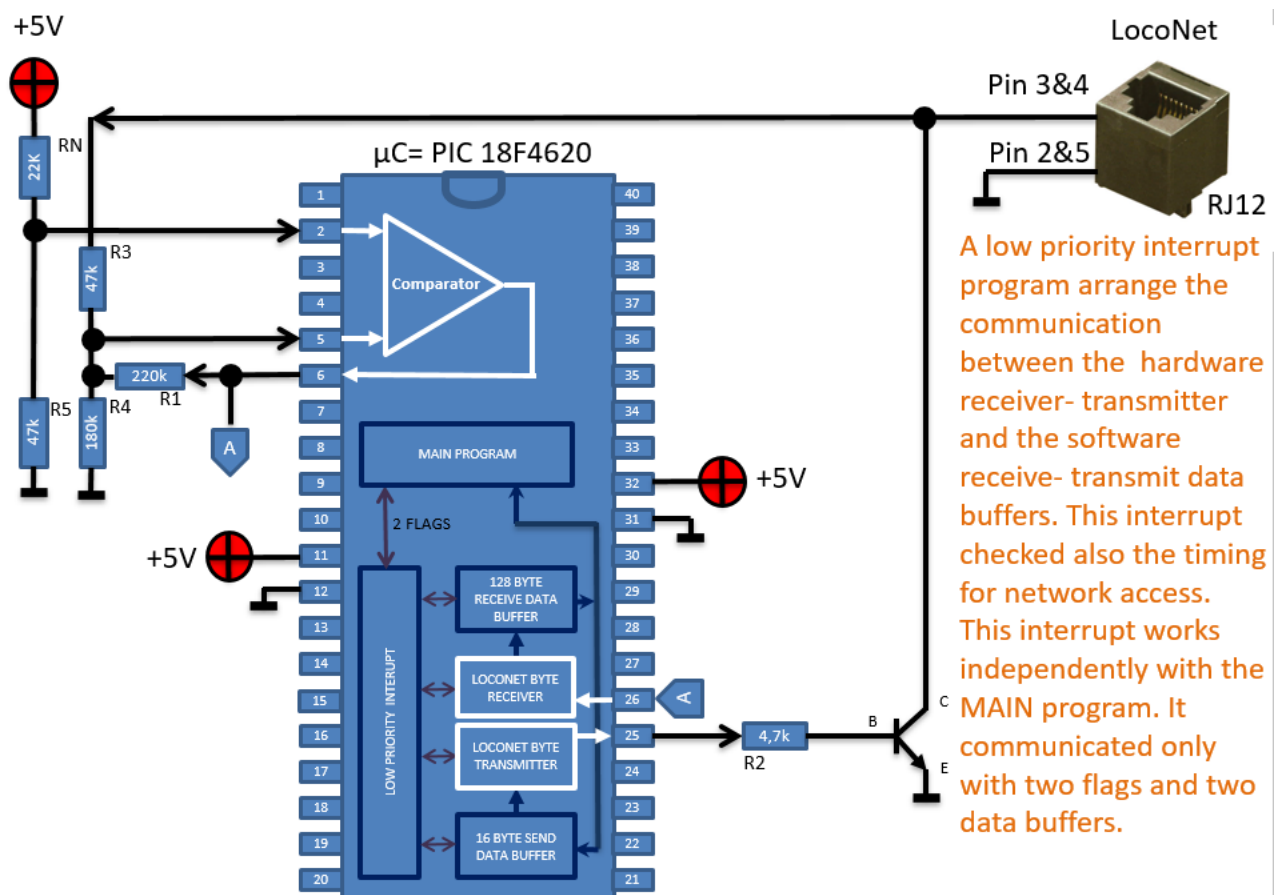 +5V
LocoNet
Pin 3&4
RN
22K
µC= PIC 18F4620
Pin 2&5
RJ12
1
2
3
4
5
6
7
8
9
10
11
12
13
14
15
16
17
18
19
20
40
39
38
37
36
35
34
33
32
31
30
29
28
27
26
25
24
23
22
21
R3
47k
Comparator
220k
R1
R5
47k
R4
180k
A
MAIN PROGRAM
2 FLAGS
+5V
+5V
LOW PRIORITY INTERUPT
128 BYTE
RECEIVE DATA
BUFFER
LOCONET BYTE
RECEIVER
LOCONET BYTE
TRANSMITTER
16 BYTE SEND
DATA BUFFER
A
4,7k
R2
B
C
E
A low priority interrupt
program arrange the
communication
between the hardware
receiver- transmitter
and the software
receive- transmit data
buffers. This interrupt
checked also the timing
for network access.
This interrupt works
independently with the
MAIN program. It
communicated only
with two flags and two
data buffers.